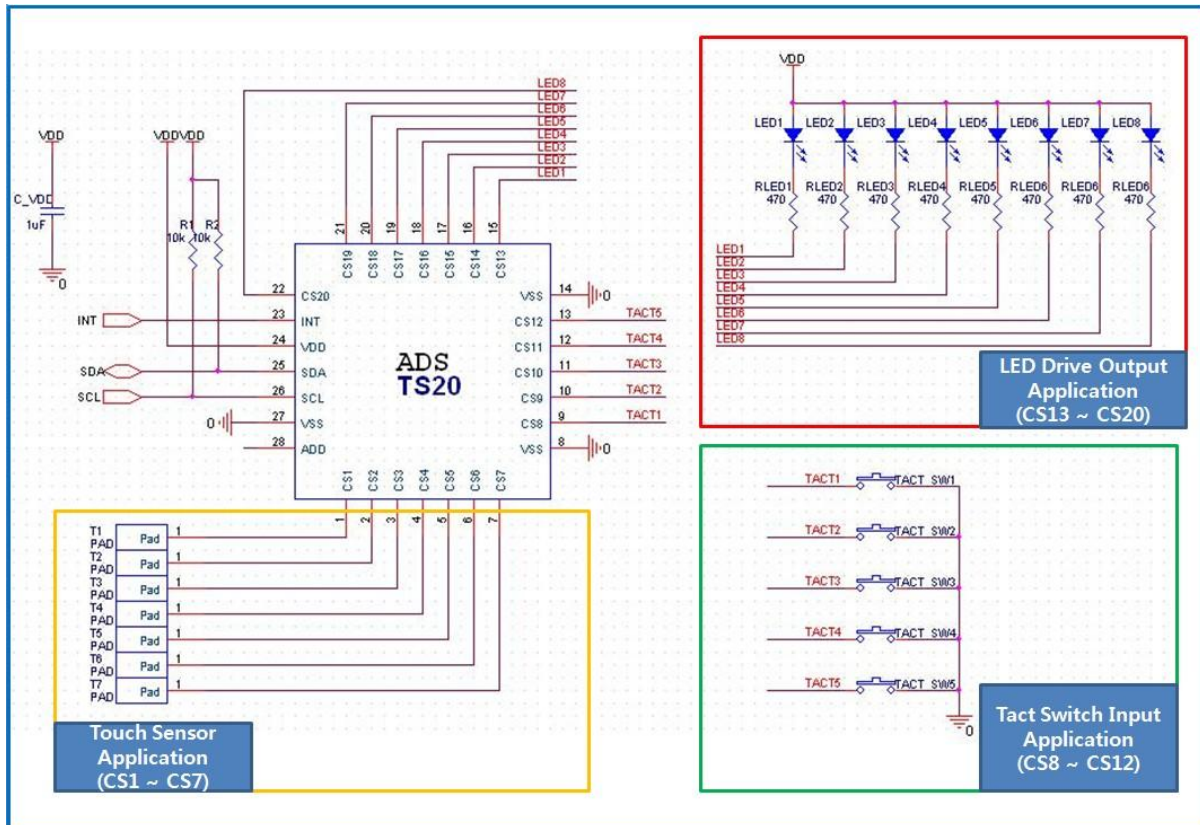 LED8
LED7
LED6
LED5
LED4
LED3
LED2
LED1
VDD
C_VDD
1uF
0
VDD VDD
R1 R2
10k 10k
21 20 19 18 17 16 15
CS19 CS18 CS17 CS16 CS15 CS14 CS13
22 CS20
INT 23 INT
24 VDD
SDA 25 SDA
SCL 26 SCL
0 27 VSS
28 ADD
ADS
TS20
VSS 14 0
CS12 13 TACT5
CS11 12 TACT4
CS10 11 TACT3
CS9 10 TACT2
CS8 9 TACT1
VSS 8 0
CS1 CS2 CS3 CS4 CS5 CS6 CS7
1 2 3 4 5 6 7
T1
PAD Pad 1
T2
PAD Pad 1
T3
PAD Pad 1
T4
PAD Pad 1
T5
PAD Pad 1
T6
PAD Pad 1
T7
PAD Pad 1
Touch Sensor
Application
(CS1 ~ CS7)
VDD
LED1 LED2 LED3 LED4 LED5 LED6 LED7 LED8
RLED1 RLED2 RLED3 RLED4 RLED5 RLED6 RLED6 RLED6
470 470 470 470 470 470 470 470
LED1
LED2
LED3
LED4
LED5
LED6
LED7
LED8
LED Drive Output
Application
(CS13 ~ CS20)
TACT1 TACT SW1
TACT2 TACT SW2
TACT3 TACT SW3
TACT4 TACT SW4
TACT5 TACT SW5
0
Tact Switch Input
Application
(CS8 ~ CS12)